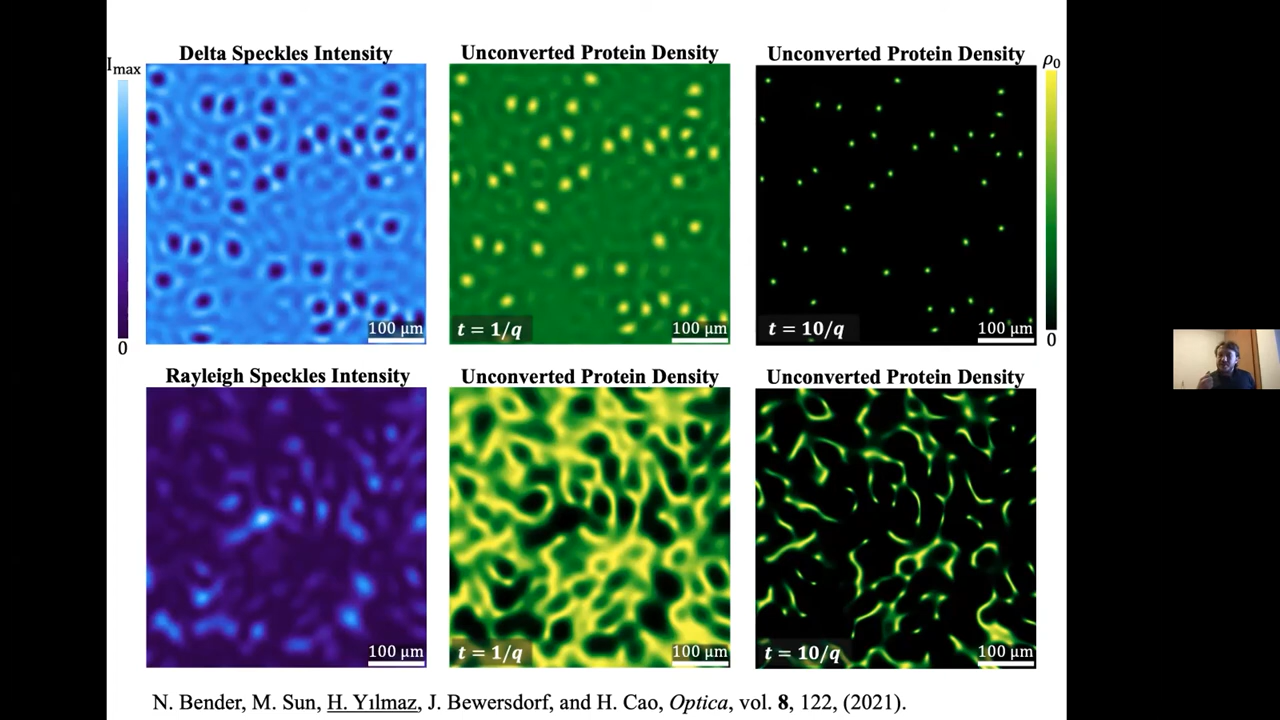 Delta Speckles Intensity
Unconverted Protein Density
Unconverted Protein Density
I_max
ρ₀
100 μm
t = 1/q
100 μm
t = 10/q
100 μm
0
0
Rayleigh Speckles Intensity
Unconverted Protein Density
Unconverted Protein Density
100 μm
t = 1/q
100 μm
t = 10/q
100 μm
N. Bender, M. Sun, H. Yılmaz, J. Bewersdorf, and H. Cao, Optica, vol. 8, 122, (2021).